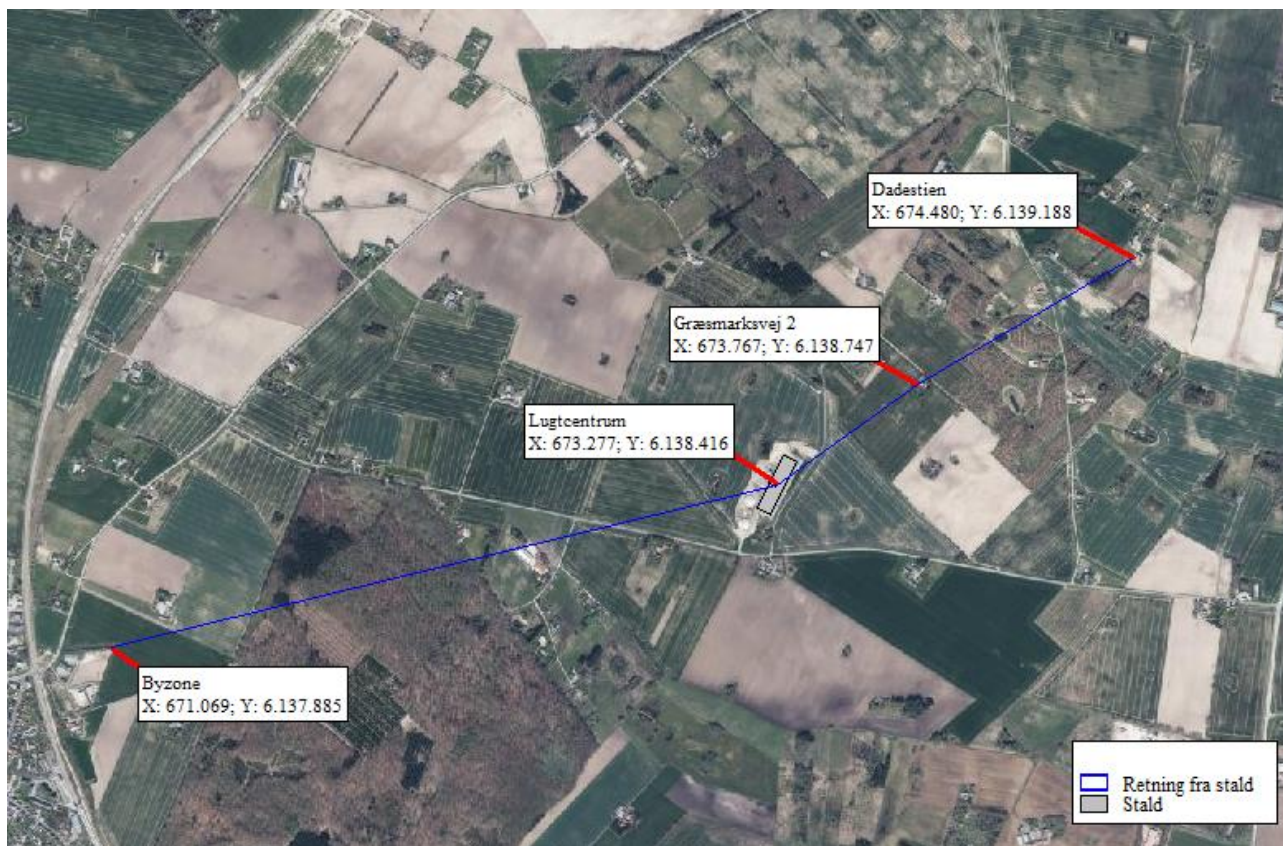 Dadestien
X: 674.480; Y: 6.139.188
Græsmarksvej 2
X: 673.767; Y: 6.138.747
Lugtcentrum
X: 673.277; Y: 6.138.416
Byzone
X: 671.069; Y: 6.137.885
Retning fra stald
Stald